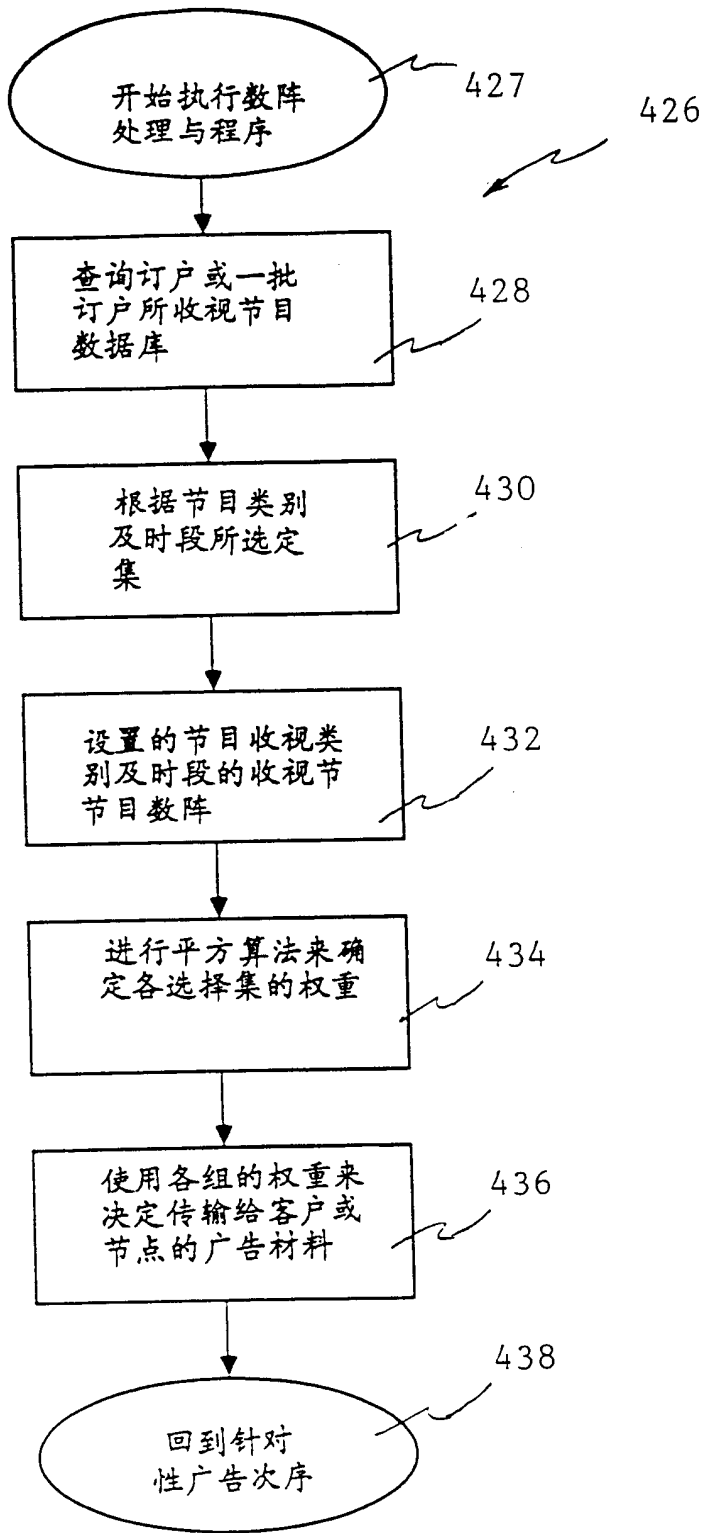 开始执行数阵
处理与程序
427
426
查询订户或一批
订户所收视节目
数据库
428
根据节目类别
及时段所选定
集
430
设置的节目收视类
别及时段的收视节
节目数阵
432
进行平方算法来确
定各选择集的权重
434
使用各组的权重来
决定传输给客户或
节点的广告材料
436
回到针对
性广告次序
438